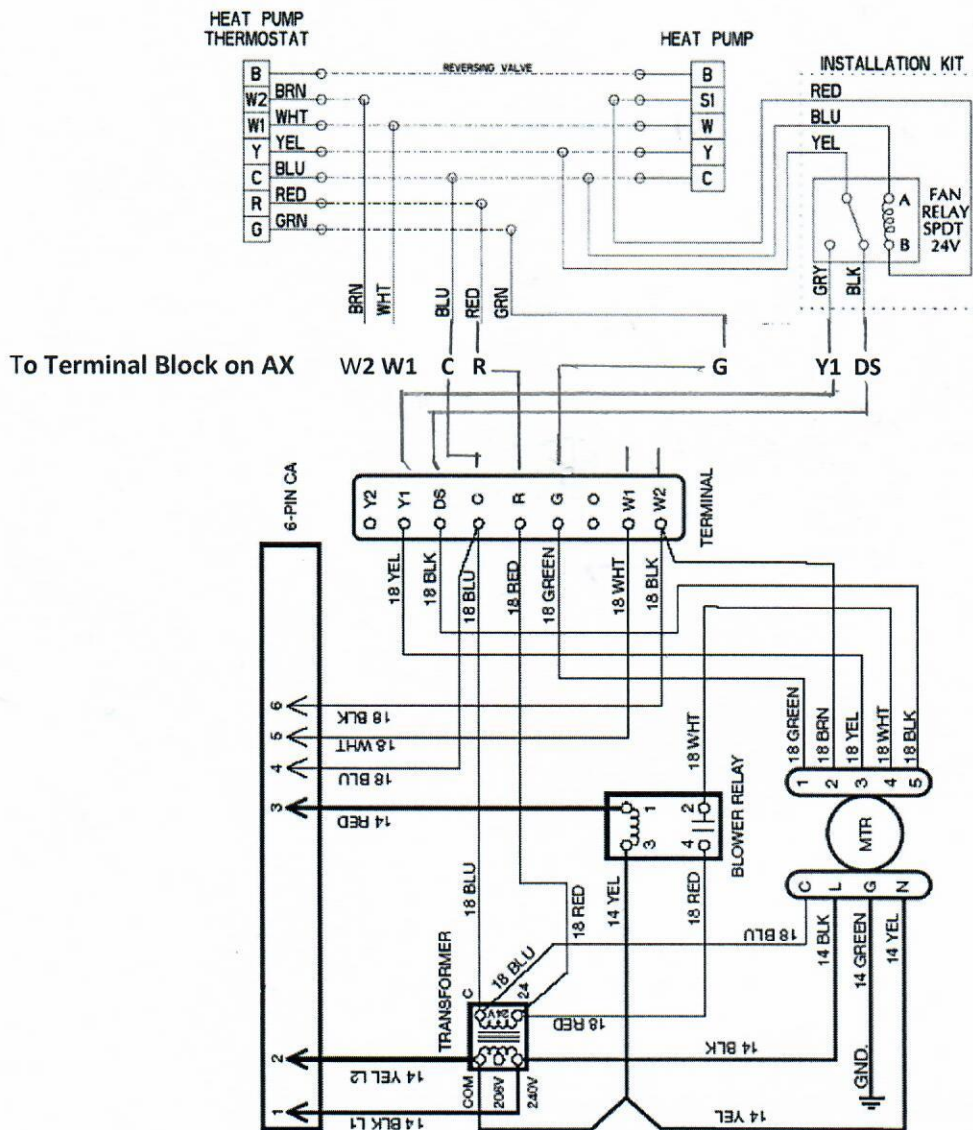 HEAT PUMP
THERMOSTAT
HEAT PUMP
INSTALLATION KIT
B
REVERSING VALVE
B
RED
W2 BRN
S1
BLU
W1 WHT
W
YEL
Y YEL
Y
C BLU
C
R RED
G GRN
A
B
FAN
RELAY
SPDT
24V
GRY
BLK
BRN
WHT
BLU
RED
GRN
To Terminal Block on AX W2 W1 C R G Y1 DS
6-PIN CA
Y2
Y1
DS
C
R
G
O
W1
W2
TERMINAL
18 YEL
18 BLK
18 BLU
18 RED
18 GREEN
18 WHT
18 BLK
6
18 BLK
5
18 WHT
4
18 BLU
3
14 RED
18 WHT
18 GREEN
18 BRN
18 YEL
18 WHT
18 BLK
1
2
3
4
5
MTR
C
L
G
N
1
2
3
4
BLOWER RELAY
18 BLU
18 RED
14 YEL
18 RED
18 BLU
14 BLK
14 GREEN
14 YEL
TRANSFORMER
C
18 BLU
24
24V
18 RED
2
14 YEL L2
COM
208V
240V
14 BLK
GND.
1
14 BLK L1
14 YEL